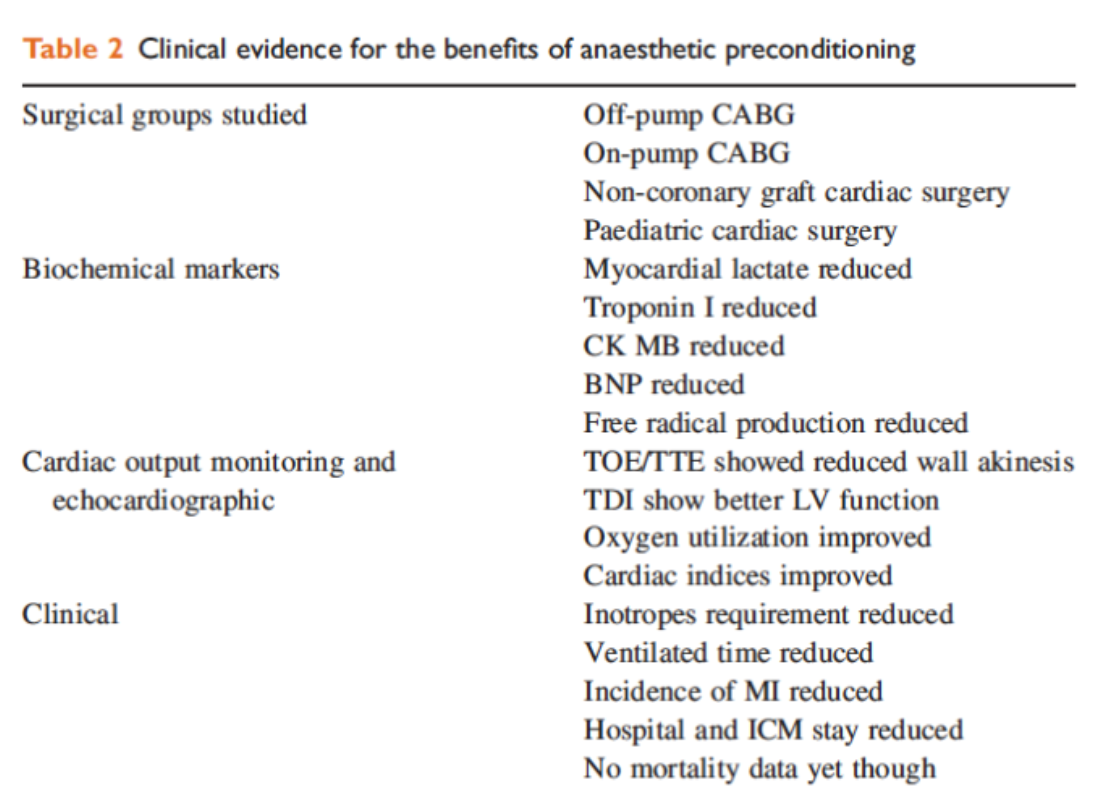 Table 2 Clinical evidence for the benefits of anaesthetic preconditioning
Surgical groups studied Off-pump CABG
On-pump CABG
Non-coronary graft cardiac surgery
Paediatric cardiac surgery
Biochemical markers Myocardial lactate reduced
Troponin I reduced
CK MB reduced
BNP reduced
Free radical production reduced
Cardiac output monitoring and TOE/TTE showed reduced wall akinesis
echocardiographic TDI show better LV function
Oxygen utilization improved
Cardiac indices improved
Clinical Inotropes requirement reduced
Ventilated time reduced
Incidence of MI reduced
Hospital and ICM stay reduced
No mortality data yet though